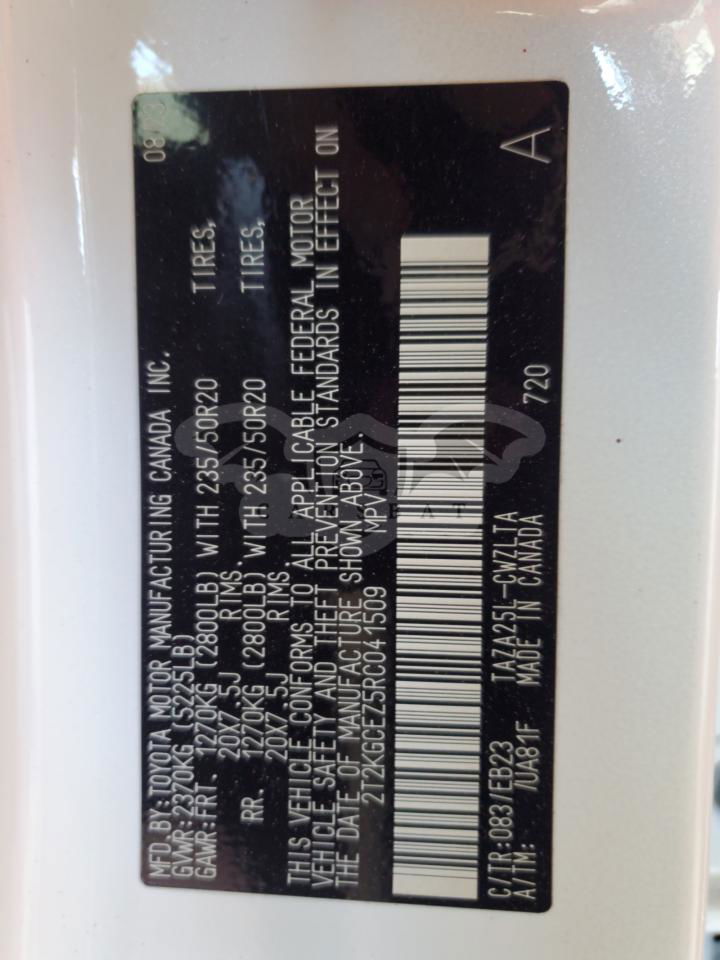 MFD.BY:TOYOTA MOTOR MANUFACTURING CANADA INC.
GVWR:2370KG (5225LB)
GAWR:FRT. 1270KG (2800LB) WITH 235/50R20 TIRES,
20X7.5J RIMS.
RR. 1270KG (2800LB) WITH 235/50R20 TIRES,
20X7.5J RIMS.
THIS VEHICLE CONFORMS TO ALL APPLICABLE FEDERAL MOTOR
VEHICLE SAFETY AND THEFT PREVENTION STANDARDS IN EFFECT ON
THE DATE OF MANUFACTURE SHOWN ABOVE.
2T2KGCEZ5RC041509 MPV
A
C/TR:083/EB23 TAZA25L-CWZLTA 720
A/TM: /UA81F MADE IN CANADA